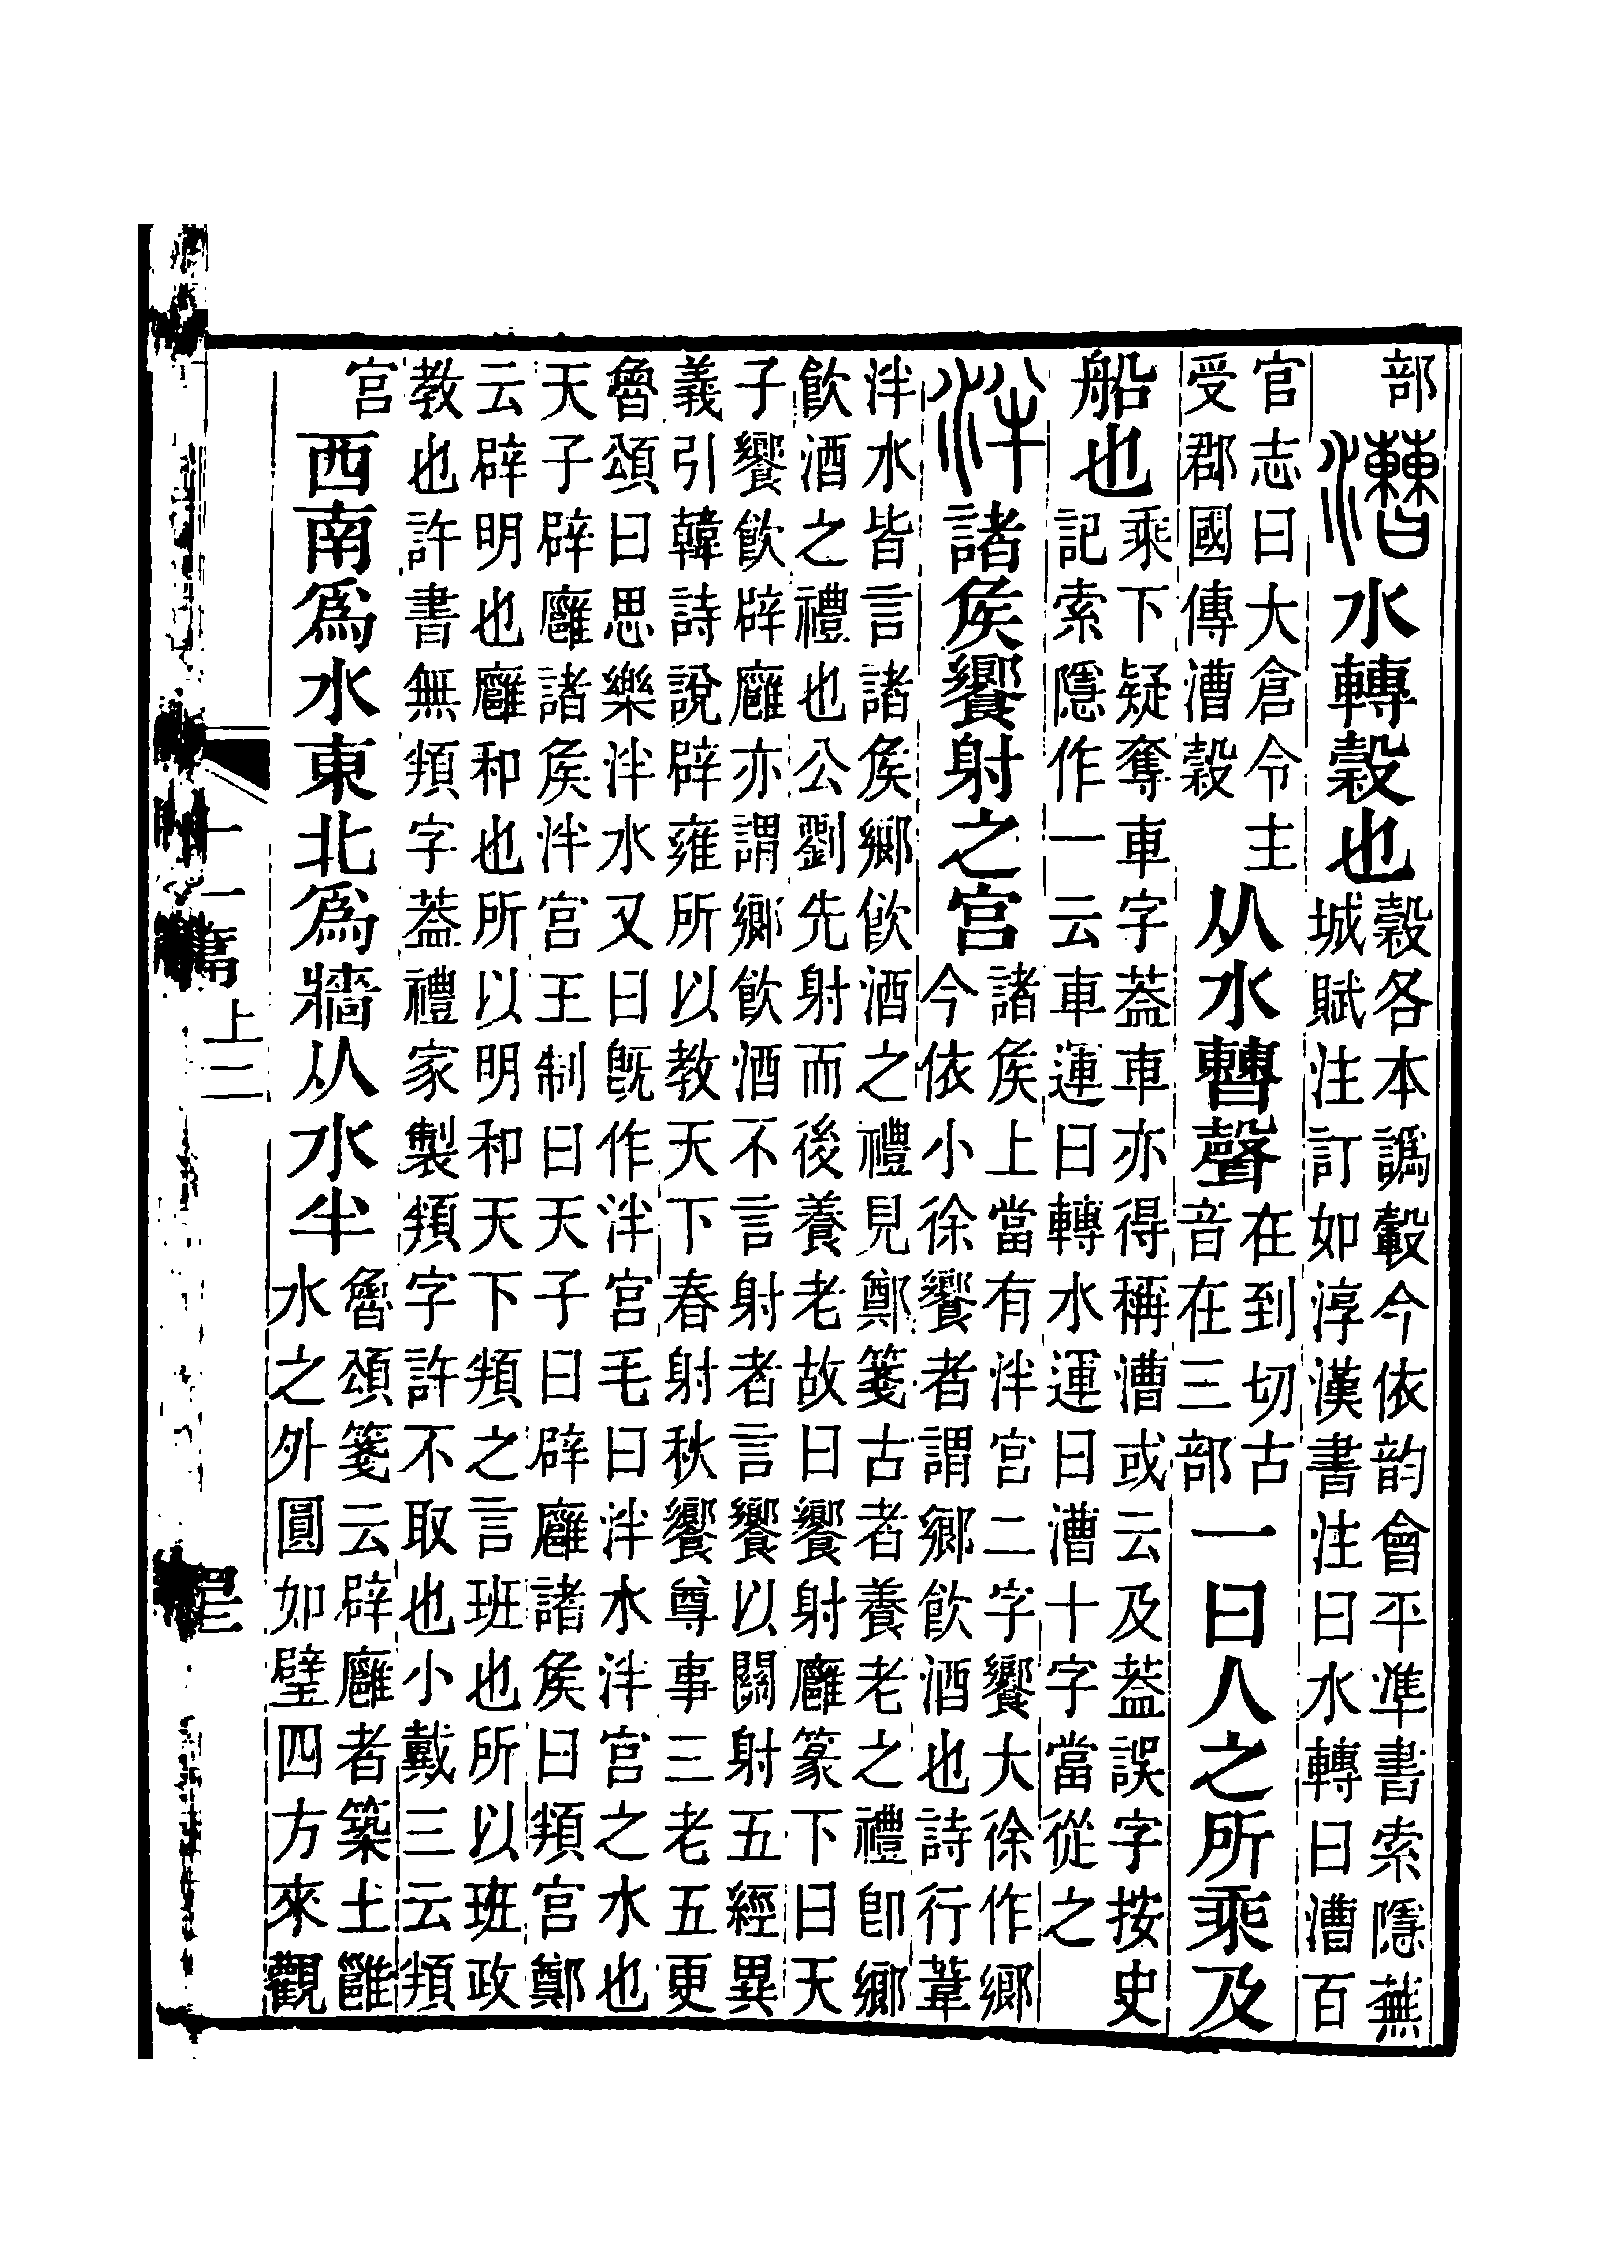 部漕水轉穀也穀各本譌轂今依韵會平準書索隱蕪城賦注訂如淳漢書注曰水轉曰漕百
官志曰大倉令主受郡國傳漕穀从水曹聲在到切古音在三部一曰人之所乘及
船也乘下疑奪車字葢車亦得稱漕或云及葢誤字按史記索隱作一云車運曰轉水運曰漕十字當從之
泮諸矦饗射之宮諸矦上當有泮宮二字饗大徐作鄉今依小徐饗者謂鄉飮酒也詩行葦
泮水皆言諸矦鄉飮酒之禮見鄭箋古者養老之禮卽鄉飮酒之禮也公劉先射而後養老故曰饗射廱篆下曰天
子饗飮辟廱亦謂鄉飮酒不言射者言饗以關射五經異義引韓詩說辟雍所以教天下春射秋饗尊事三老五更
魯頌曰思樂泮水又曰旣作泮宮毛曰泮水泮宮之水也天子辟廱諸矦泮宮王制曰天子曰辟廱諸矦曰頖宮鄭
云辟明也廱和也所以明和天下頖之言班也所以班政教也許書無頖字葢禮家製頖字許不取也小戴三云頖
宮西南爲水東北爲牆从水半魯頌箋云辟廱者築土雝水之外圓如璧四方來觀
十一篇上二